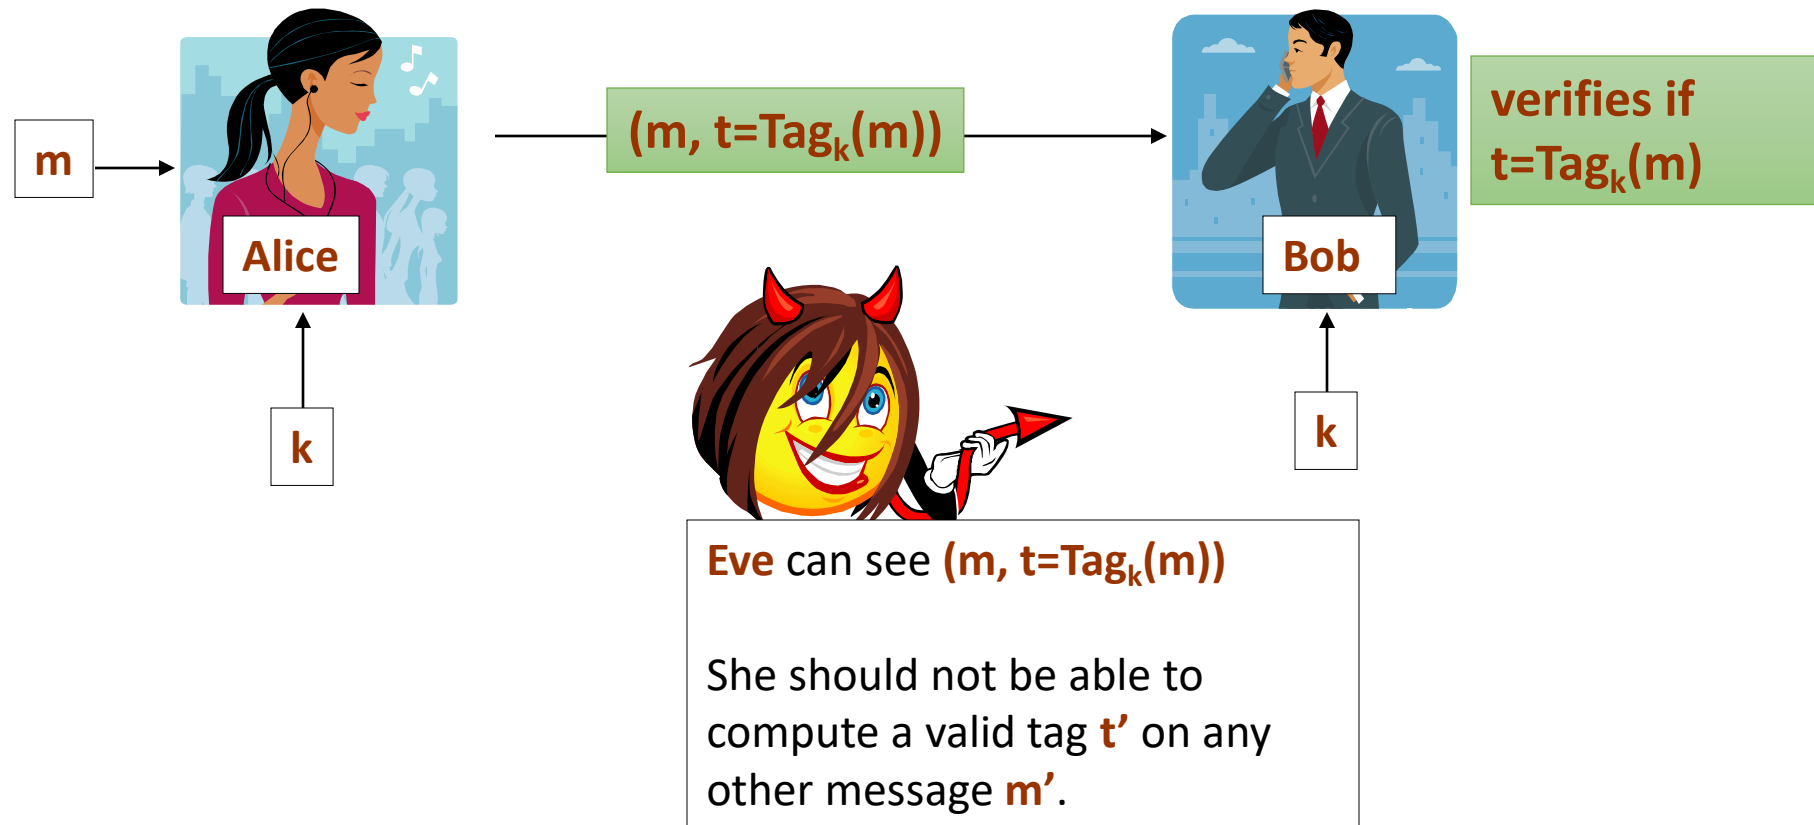 m
Alice
k
(m, t=Tagₖ(m))
Bob
k
verifies if
t=Tagₖ(m)
Eve can see (m, t=Tagₖ(m))
She should not be able to
compute a valid tag t’ on any
other message m’.